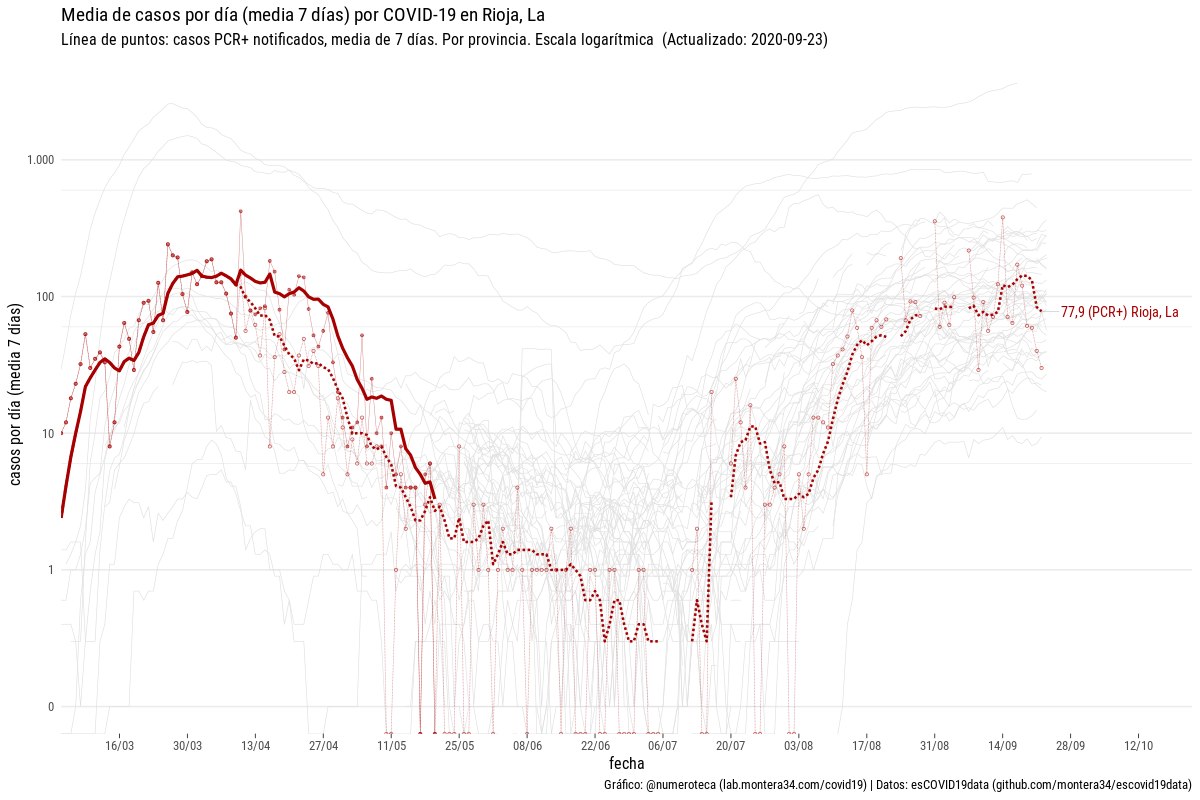 Media de casos por día (media 7 días) por COVID-19 en Rioja, La
Línea de puntos: casos PCR+ notificados, media de 7 días. Por provincia. Escala logarítmica  (Actualizado: 2020-09-23)
casos por día (media 7 días)
1.000
100
10
1
0
77,9 (PCR+) Rioja, La
16/03 30/03 13/04 27/04 11/05 25/05 08/06 22/06 06/07 20/07 03/08 17/08 31/08 14/09 28/09 12/10
fecha
Gráfico: @numeroteca (lab.montera34.com/covid19) | Datos: esCOVID19data (github.com/montera34/escovid19data)